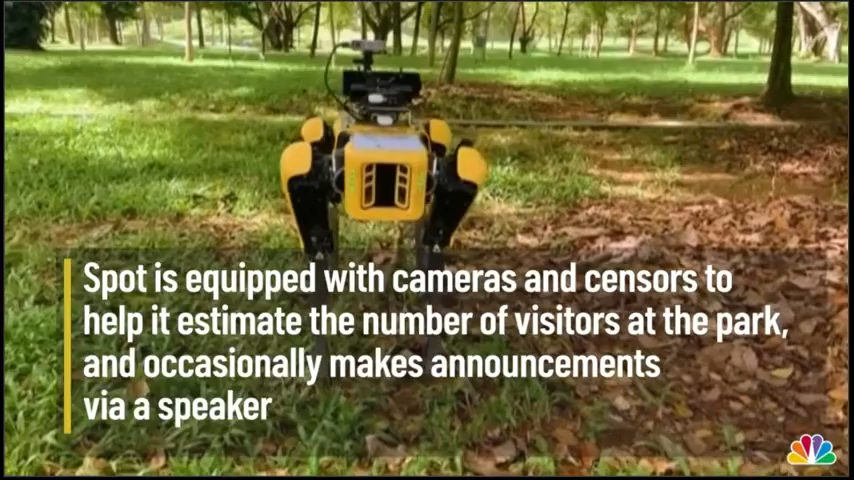 Spot is equipped with cameras and censors to
help it estimate the number of visitors at the park,
and occasionally makes announcements
via a speaker